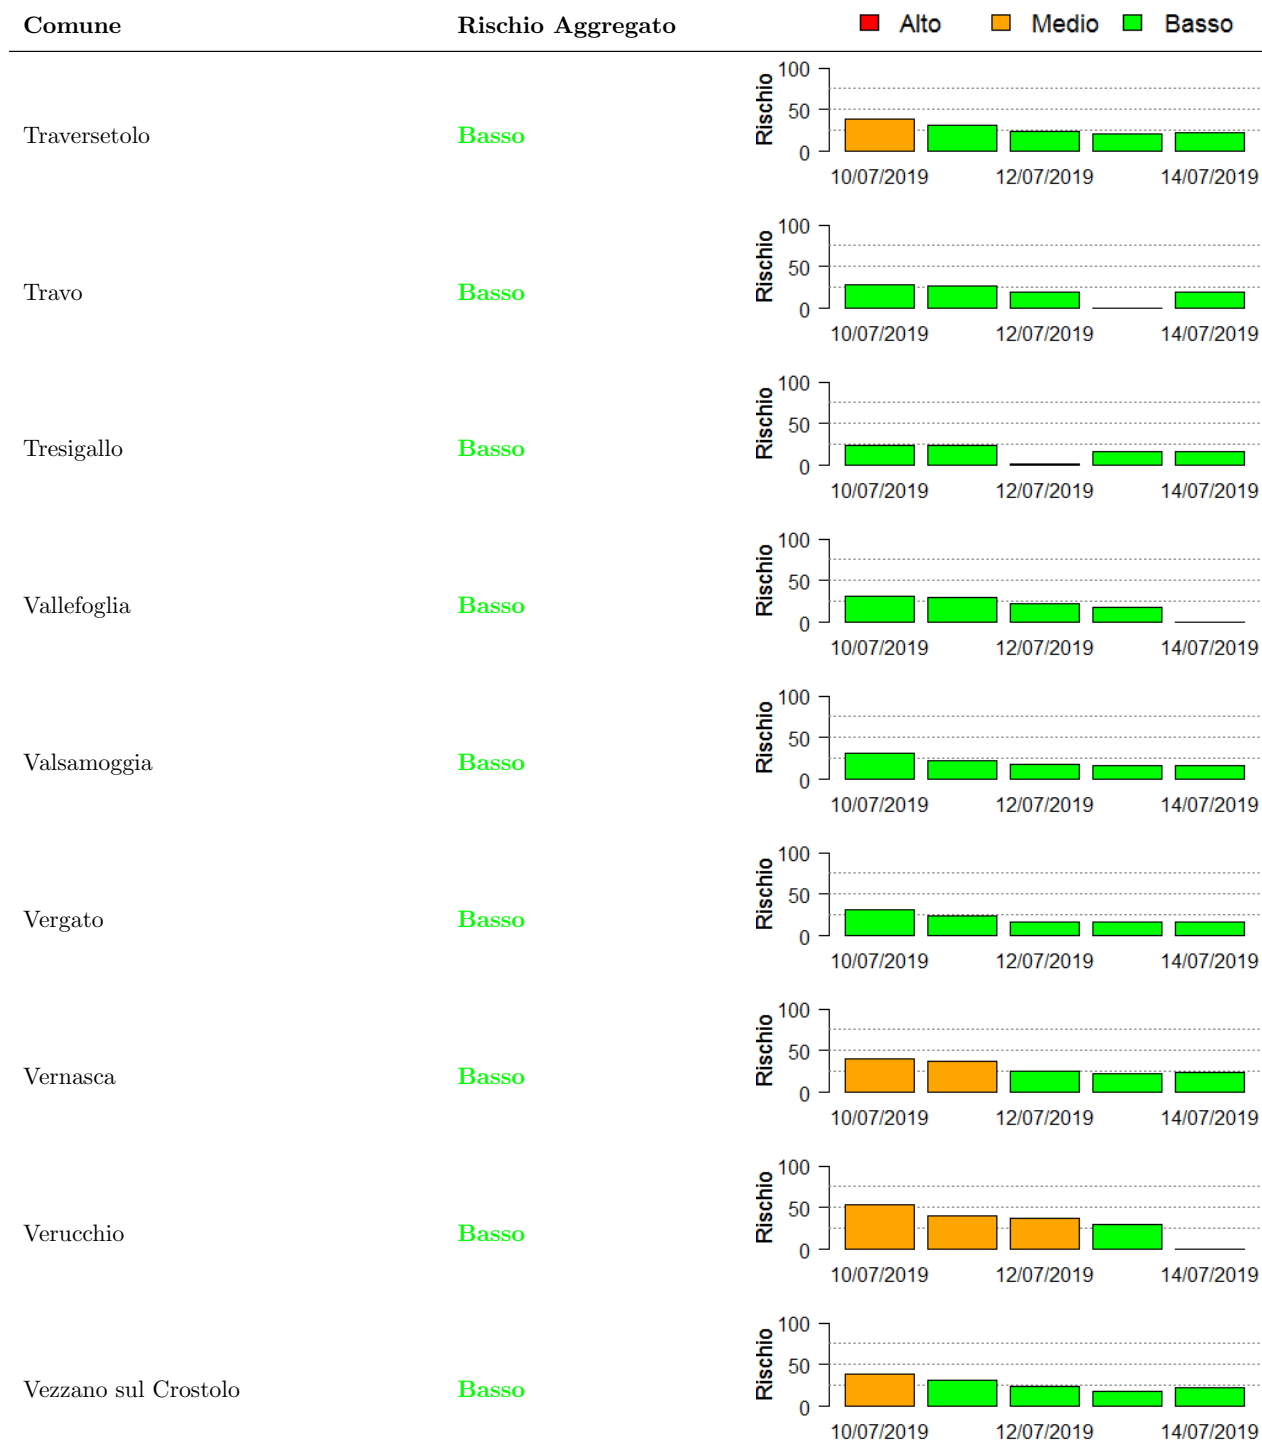 Comune Rischio Aggregato Alto Medio Basso
100
50
0
Rischio
Traversetolo Basso
10/07/2019 12/07/2019 14/07/2019
100
50
0
Rischio
Travo Basso
10/07/2019 12/07/2019 14/07/2019
100
50
0
Rischio
Tresigallo Basso
10/07/2019 12/07/2019 14/07/2019
100
50
0
Rischio
Vallefoglia Basso
10/07/2019 12/07/2019 14/07/2019
100
50
0
Rischio
Valsamoggia Basso
10/07/2019 12/07/2019 14/07/2019
100
50
0
Rischio
Vergato Basso
10/07/2019 12/07/2019 14/07/2019
100
50
0
Rischio
Vernasca Basso
10/07/2019 12/07/2019 14/07/2019
100
50
0
Rischio
Verucchio Basso
10/07/2019 12/07/2019 14/07/2019
100
50
0
Rischio
Vezzano sul Crostolo Basso
10/07/2019 12/07/2019 14/07/2019